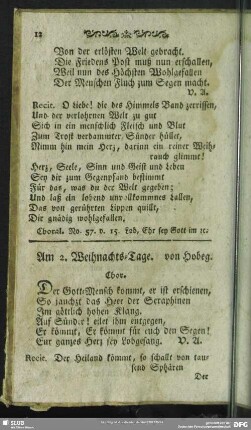 12
Von der erlösten Welt gebracht.
Die Friedens Post muß nun erschallen,
Weil nun des Höchsten Wohlgefallen
Der Menschen Fluch zum Segen macht.
V. A.
Recit. O Liebe! die des Himmels Band zerrissen,
Und der verlohrnen Welt zu gut
Sich in ein menschlich Fleisch und Blut
Zum Trost verdammter Sünder hüllet,
Nimm mein Herz, darinn ein reiner Weih-
rauch glimmt!
Herz, Seele, Sinn und Geist und Leben
Sey dir zum Gegenpfand bestimmt
Für das, was du der Welt gegeben;
Und laß ein lobend unvollkommnes Lallen,
Das von gerührten Lippen quillt,
Dir gnädig wohlgefallen,
Choral. No. 57. v. 15. Lob, Ehr sey Gott im ꝛc.
Am 2. Weihnachts-Tage. von Hobeg.
Chor.
Der Gott-Mensch kommt, er ist erschienen,
So jauchzt das Heer der Seraphinen
Im göttlich hohen Klang.
Auf Sünder! eilet ihm entgegen,
Er kommt, Er kömmt für euch den Segen!
Eur ganzes Herz sey Lobgesang. V. A.
Recit. Der Heiland kömmt, so schallt von tau-
send Sphären
Der